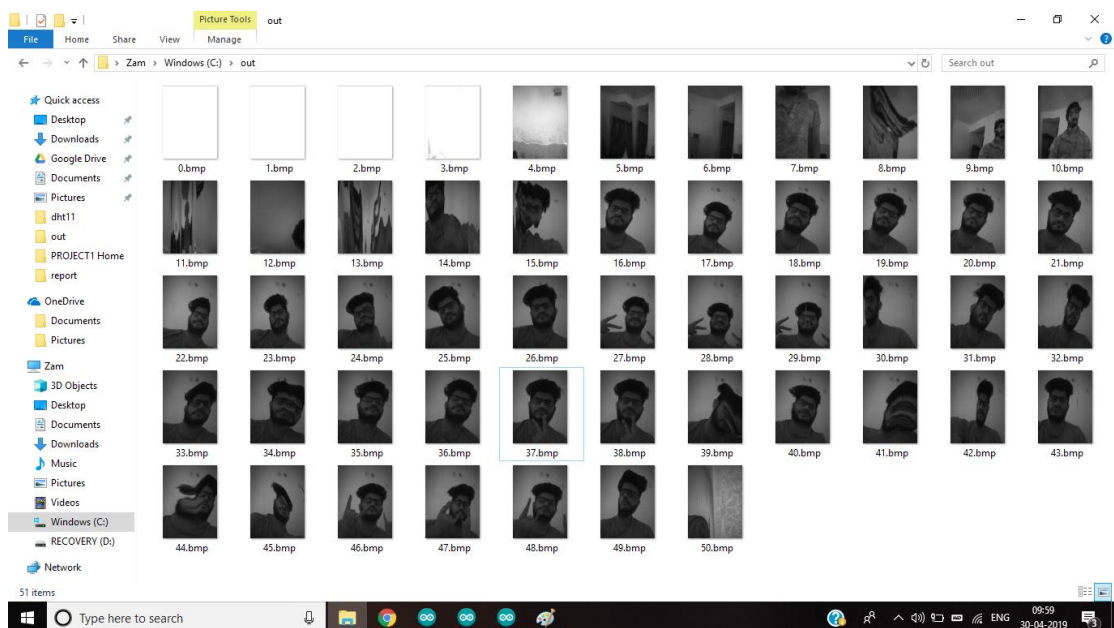 Picture Tools out
File Home Share View Manage
Zam Windows (C:) out Search out
Quick access
Desktop
Downloads
Google Drive
Documents
Pictures
dht11
out
PROJECT1 Home
report
OneDrive
Documents
Pictures
Zam
3D Objects
Desktop
Documents
Downloads
Music
Pictures
Videos
Windows (C:)
RECOVERY (D:)
Network
0.bmp 1.bmp 2.bmp 3.bmp 4.bmp 5.bmp 6.bmp 7.bmp 8.bmp 9.bmp 10.bmp
11.bmp 12.bmp 13.bmp 14.bmp 15.bmp 16.bmp 17.bmp 18.bmp 19.bmp 20.bmp 21.bmp
22.bmp 23.bmp 24.bmp 25.bmp 26.bmp 27.bmp 28.bmp 29.bmp 30.bmp 31.bmp 32.bmp
33.bmp 34.bmp 35.bmp 36.bmp 37.bmp 38.bmp 39.bmp 40.bmp 41.bmp 42.bmp 43.bmp
44.bmp 45.bmp 46.bmp 47.bmp 48.bmp 49.bmp 50.bmp
51 items
Type here to search ENG 09:59
30-04-2019 3